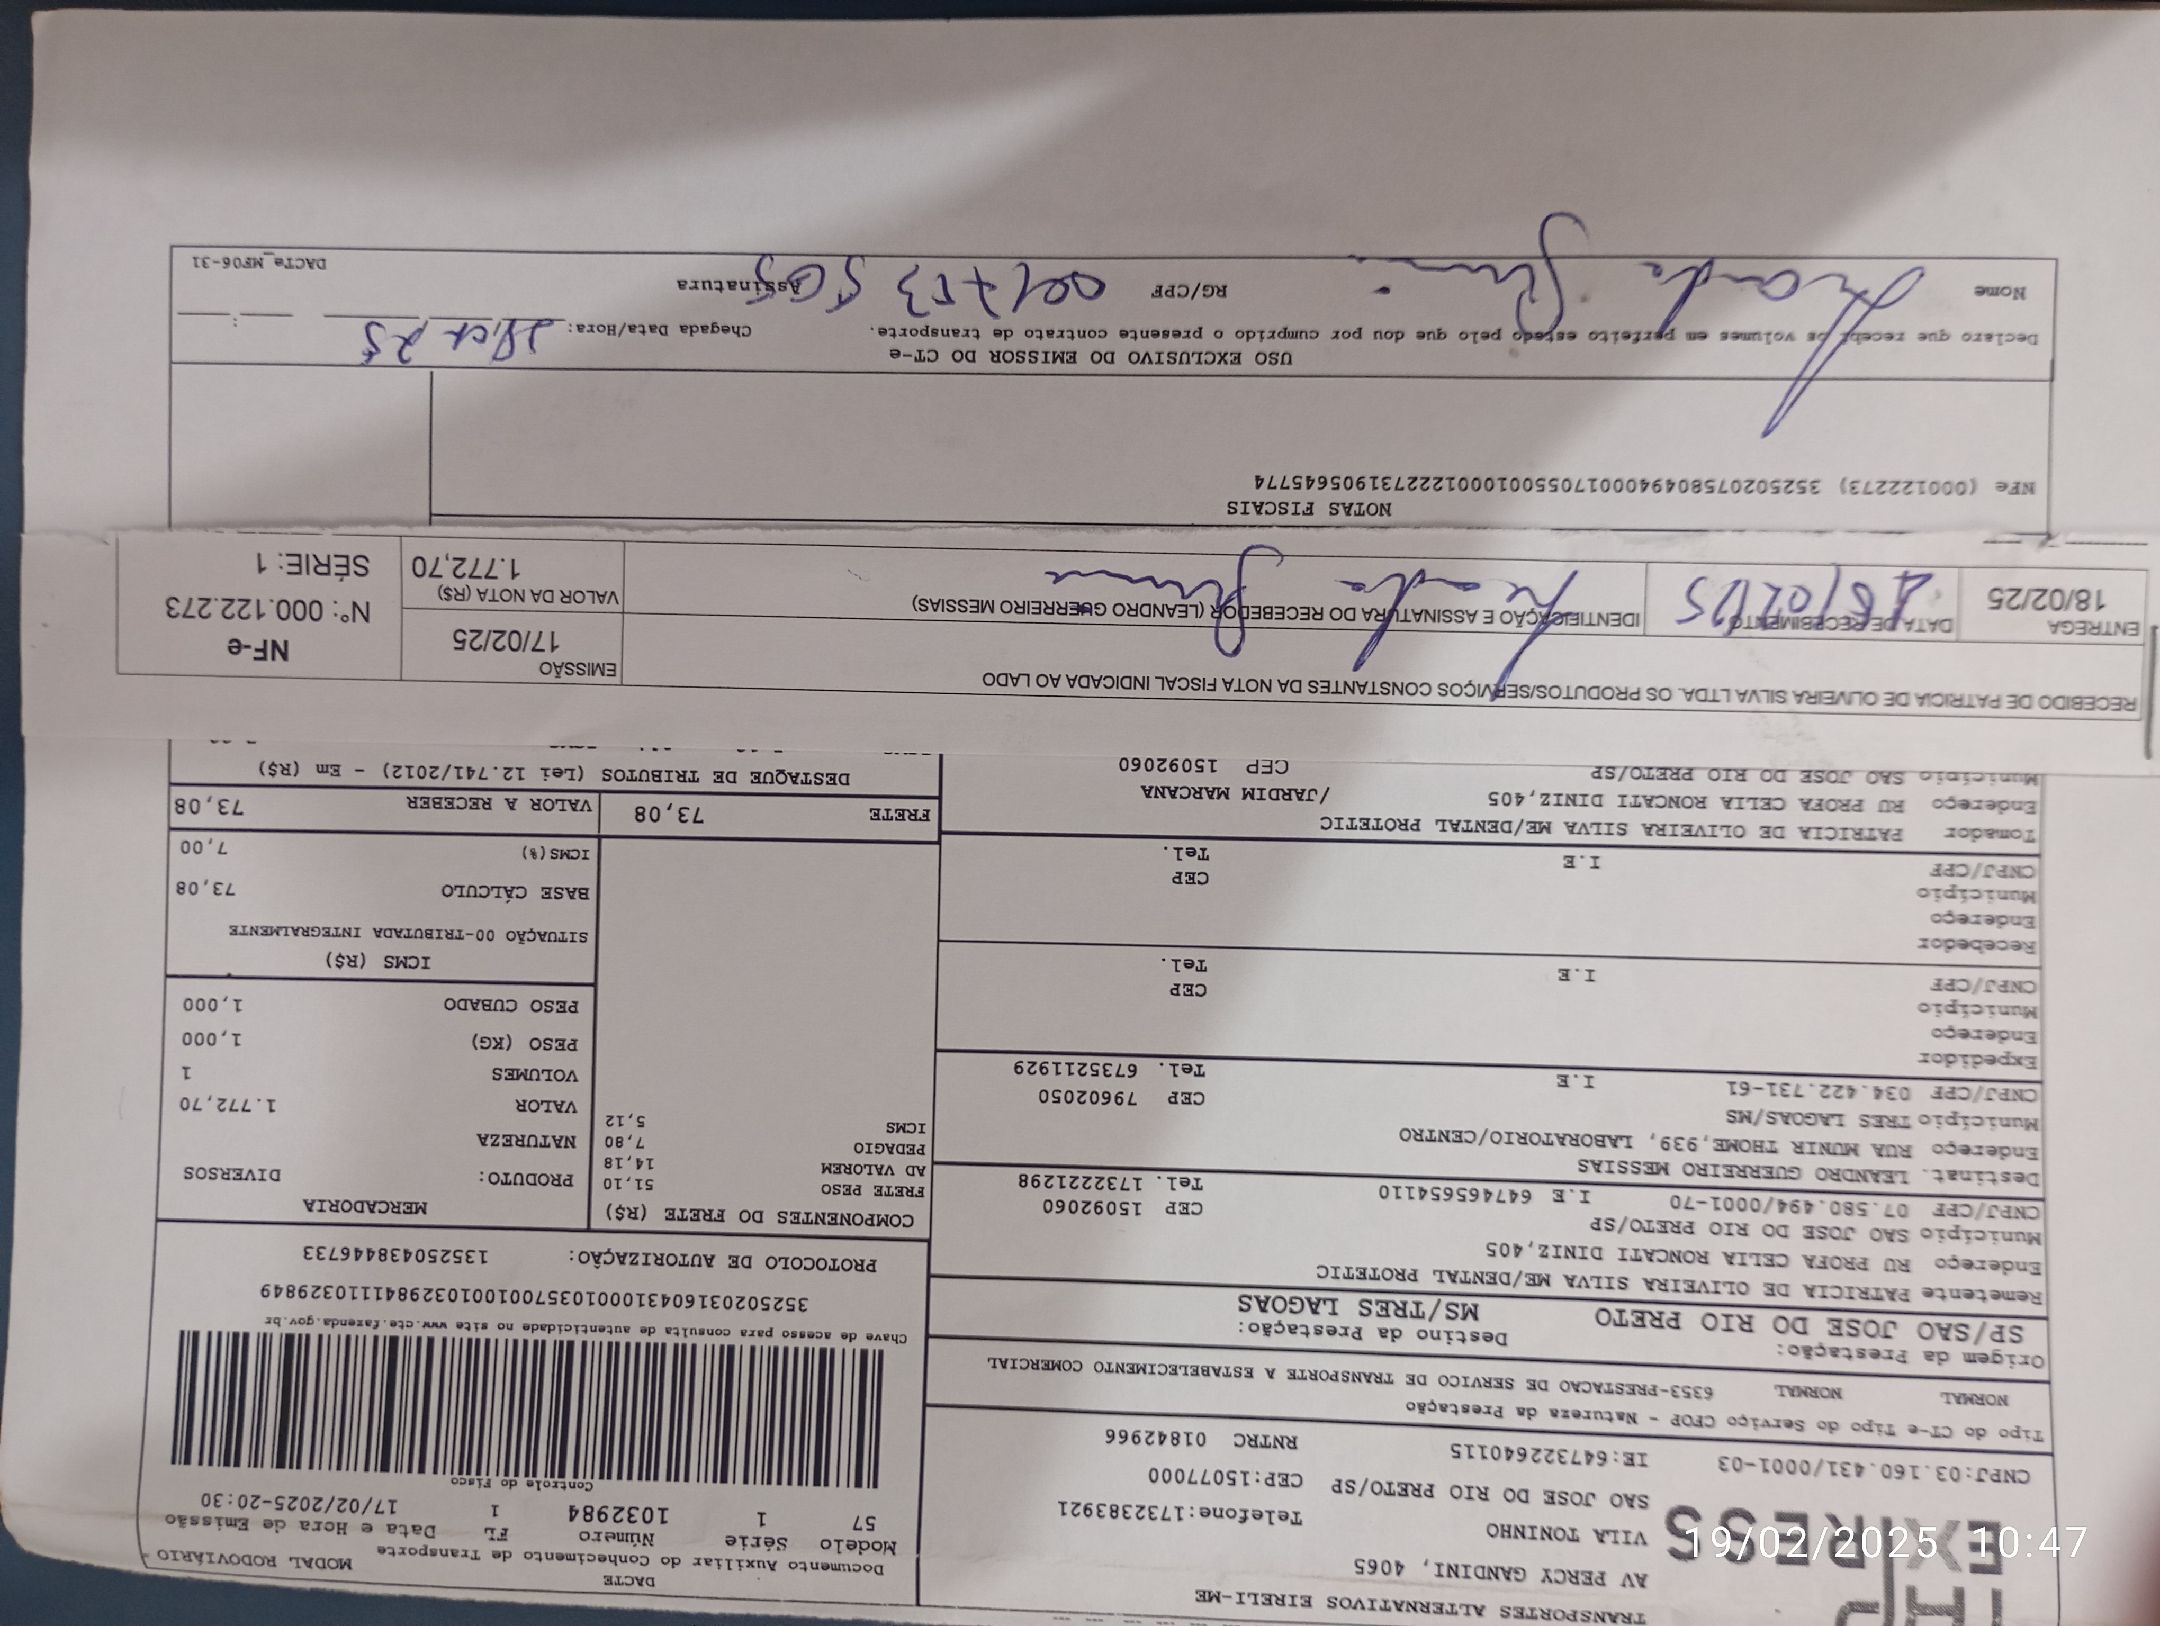 TRANSPORTES ALTERNATIVOS EIRELI-ME
AV PERCY GANDINI, 4065
VILA TONINHO
Telefone:1732383921
SAO JOSE DO RIO PRETO/SP CEP:15077000
CNPJ:03.160.431/0001-03 IE:647322640115 RNTRC 01842966
EXPRESS
DACTE
Documento Auxiliar do Conhecimento de Transporte MODAL RODOVIÁRIO
Modelo Série Número FL Data e Hora de Emissão
57 1 1032984 1 17/02/2025-20:30
Controle do Fisco
Chave de acesso para consulta de autenticidade no site www.cte.fazenda.gov.br
352502031604310001035700100103298411110329849
PROTOCOLO DE AUTORIZAÇÃO: 135250438446733
Tipo do CT-e Tipo do Serviço CFOP - Natureza da Prestação
NORMAL NORMAL 6353-PRESTACAO DE SERVICO DE TRANSPORTE A ESTABELECIMENTO COMERCIAL
Origem da Prestação: Destino da Prestação:
SP/SAO JOSE DO RIO PRETO MS/TRES LAGOAS
Remetente PATRICIA DE OLIVEIRA SILVA ME/DENTAL PROTETIC
Endereço RU PROFA CELIA RONCATI DINIZ,405
Município SAO JOSE DO RIO PRETO/SP CEP 15092060
CNPJ/CPF 07.580.494/0001-70 I.E 647465654110 Tel. 1732221298
Destinat. LEANDRO GUERREIRO MESSIAS
Endereço RUA MUNIR THOME,939, LABORATORIO/CENTRO
Município TRES LAGOAS/MS CEP 79602050
CNPJ/CPF 034.422.731-61 I.E Tel. 6735211929
Expedidor
Endereço
Município CEP
CNPJ/CPF I.E Tel.
Recebedor
Endereço
Município CEP
CNPJ/CPF I.E Tel.
Tomador PATRICIA DE OLIVEIRA SILVA ME/DENTAL PROTETIC
Endereço RU PROFA CELIA RONCATI DINIZ,405 /JARDIM MARCANA
Município SAO JOSE DO RIO PRETO/SP CEP 15092060
COMPONENTES DO FRETE (R$)
FRETE PESO 51,10
AD VALOREM 14,18
PEDAGIO 7,80
ICMS 5,12
MERCADORIA
PRODUTO: DIVERSOS
NATUREZA
VALOR 1.772,70
VOLUMES 1
PESO (KG) 1,000
PESO CUBADO 1,000
ICMS (R$)
SITUAÇÃO 00-TRIBUTADA INTEGRALMENTE
BASE CÁLCULO 73,08
ICMS(%) 7,00
FRETE 73,08 VALOR A RECEBER 73,08
DESTAQUE DE TRIBUTOS (Lei 12.741/2012) - Em (R$)
RECEBIDO DE PATRICIA DE OLIVEIRA SILVA LTDA. OS PRODUTOS/SERVIÇOS CONSTANTES DA NOTA FISCAL INDICADA AO LADO
ENTREGA
18/02/25
DATA DE RECEBIMENTO
18/02/25
IDENTIFICAÇÃO E ASSINATURA DO RECEBEDOR (LEANDRO GUERREIRO MESSIAS)
EMISSÃO
17/02/25
VALOR DA NOTA (R$)
1.772,70
NF-e
Nº: 000.122.273
SÉRIE: 1
NOTAS FISCAIS
NFe (000122273) 35250207580494000170550010001222731905645774
USO EXCLUSIVO DO EMISSOR DO CT-e
Declaro que recebi os volumes em perfeito estado pelo que dou por cumprido o presente contrato de transporte. Chegada Data/Hora:
Nome RG/CPF Assinatura
DACTe_MF06-31
19/02/2025 10:47